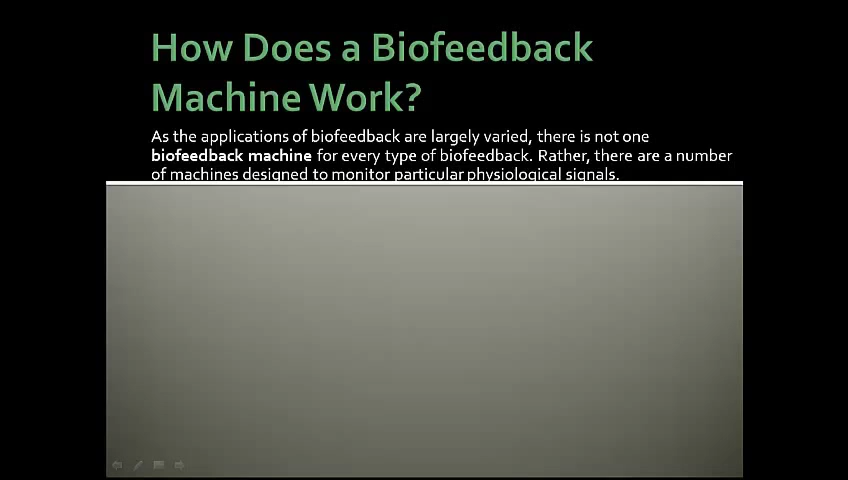 How Does a Biofeedback
Machine Work?
As the applications of biofeedback are largely varied, there is not one
biofeedback machine for every type of biofeedback. Rather, there are a number
of machines designed to monitor particular physiological signals.